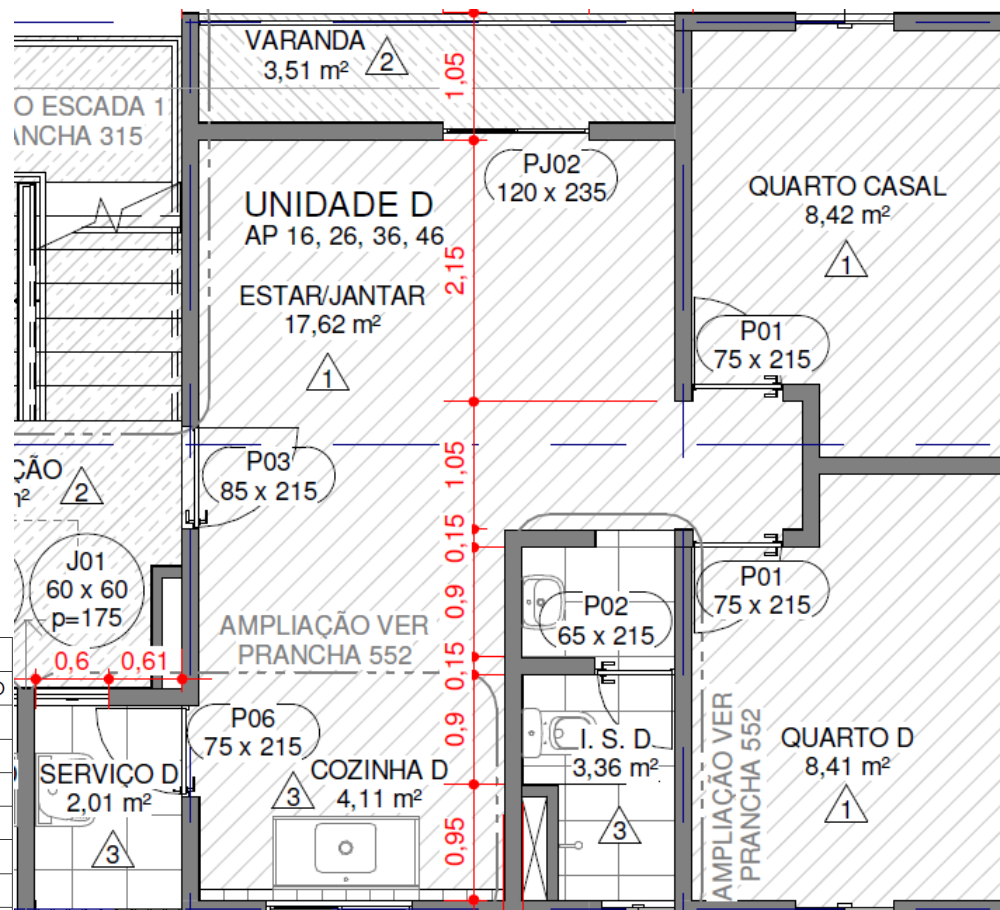 VARANDA
3,51 m²
2
1,05
O ESCADA 1
ANCHA 315
PJ02
120 x 235
UNIDADE D
AP 16, 26, 36, 46
QUARTO CASAL
8,42 m²
1
2,15
ESTAR/JANTAR
17,62 m²
1
P01
75 x 215
ÇÃO
m²
2
P03
85 x 215
1,05
0,15
J01
60 x 60
p=175
0,9
P02
65 x 215
P01
75 x 215
AMPLIAÇÃO VER
PRANCHA 552
0,6
0,61
0,15
P06
75 x 215
0,9
I. S. D
3,36 m²
3
AMPLIAÇÃO VER
PRANCHA 552
QUARTO D
8,41 m²
1
SERVIÇO D
2,01 m²
3
COZINHA D
4,11 m²
3
0,95